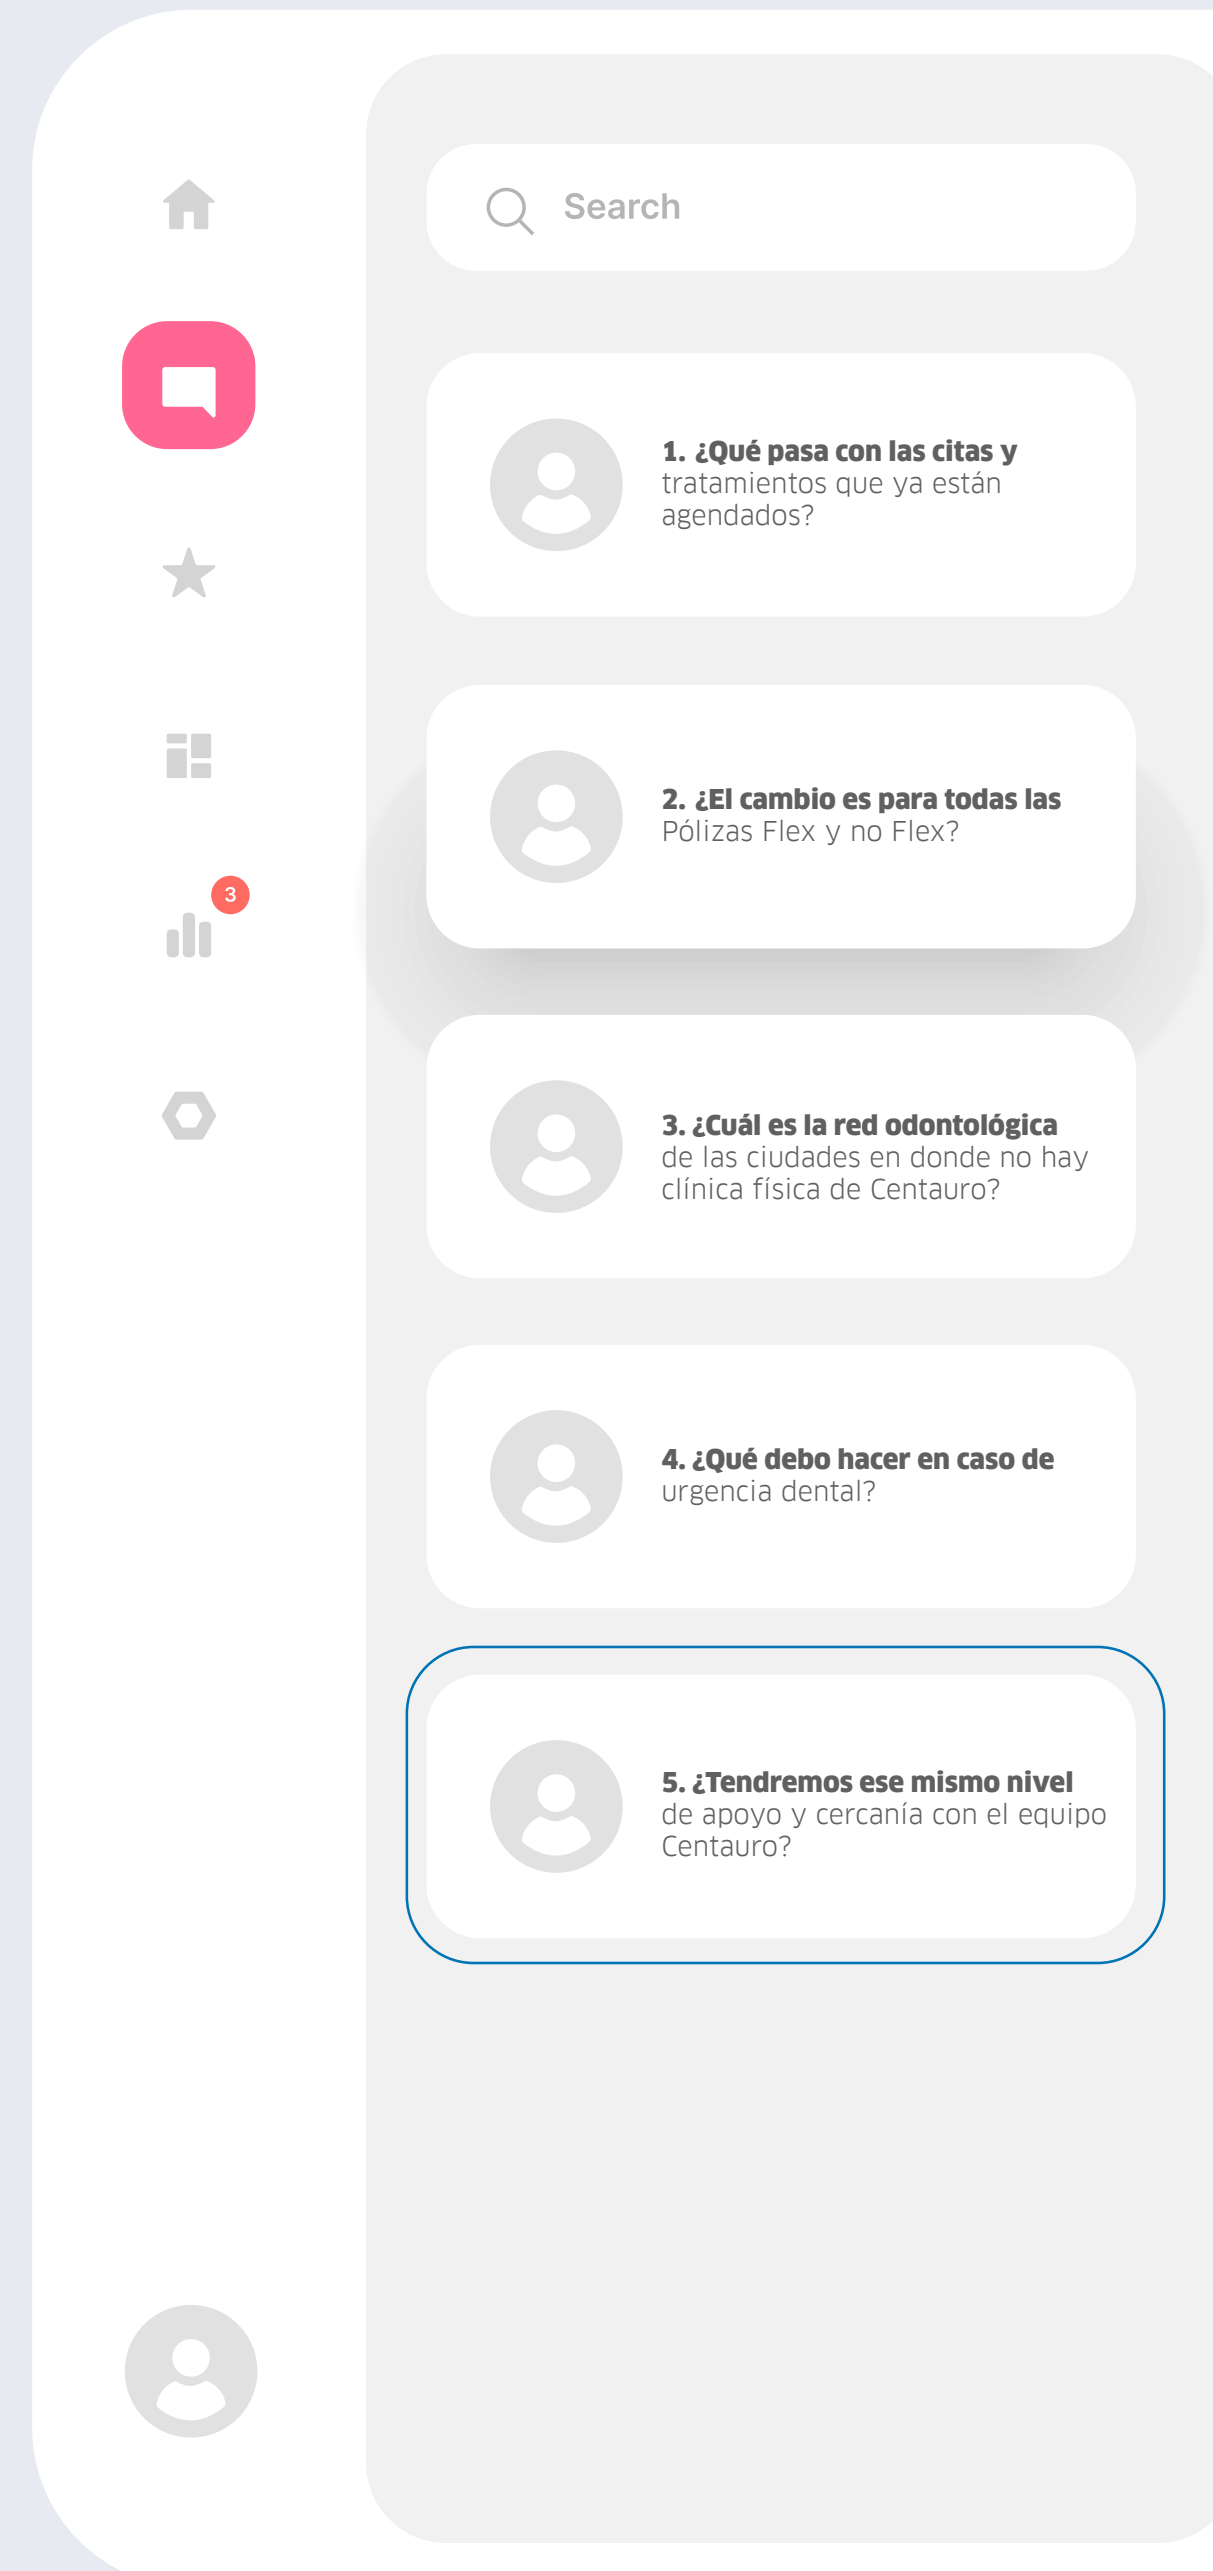 Search
1. ¿Qué pasa con las citas y
tratamientos que ya están
agendados?
2. ¿El cambio es para todas las
Pólizas Flex y no Flex?
3
3. ¿Cuál es la red odontológica
de las ciudades en donde no hay
clínica física de Centauro?
4. ¿Qué debo hacer en caso de
urgencia dental?
5. ¿Tendremos ese mismo nivel
de apoyo y cercanía con el equipo
Centauro?